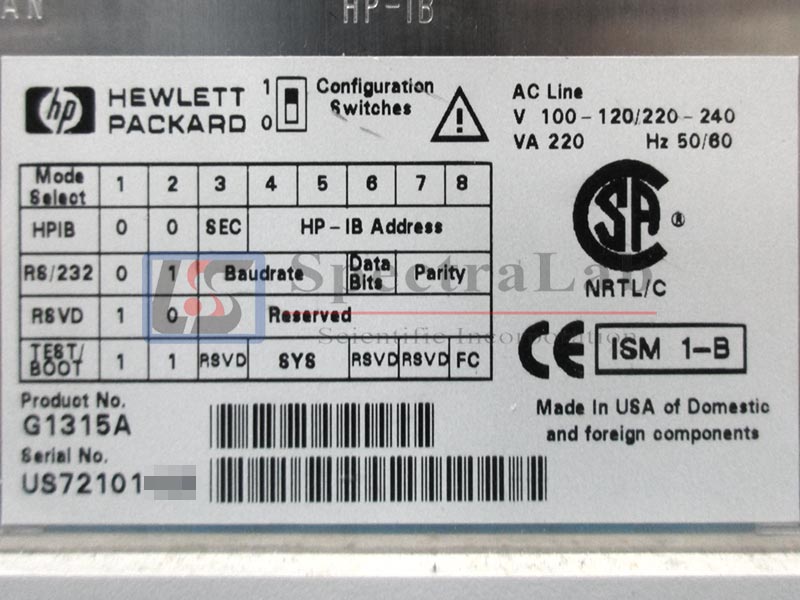 AN HP-IB
hp HEWLETT PACKARD
1 0 Configuration Switches
AC Line
V 100-120/220-240
VA 220 Hz 50/60
Mode Select 1 2 3 4 5 6 7 8
HPIB 0 0 SEC HP-IB Address
RS/232 0 1 Baudrate Data Bits Parity
RSVD 1 0 Reserved
TEST/BOOT 1 1 RSVD SYS RSVD RSVD FC
LS SpectraLab
Scientific Incorporation
CSA ®
NRTL/C
CE ISM 1-B
Product No.
G1315A
Serial No.
US72101
Made In USA of Domestic
and foreign components